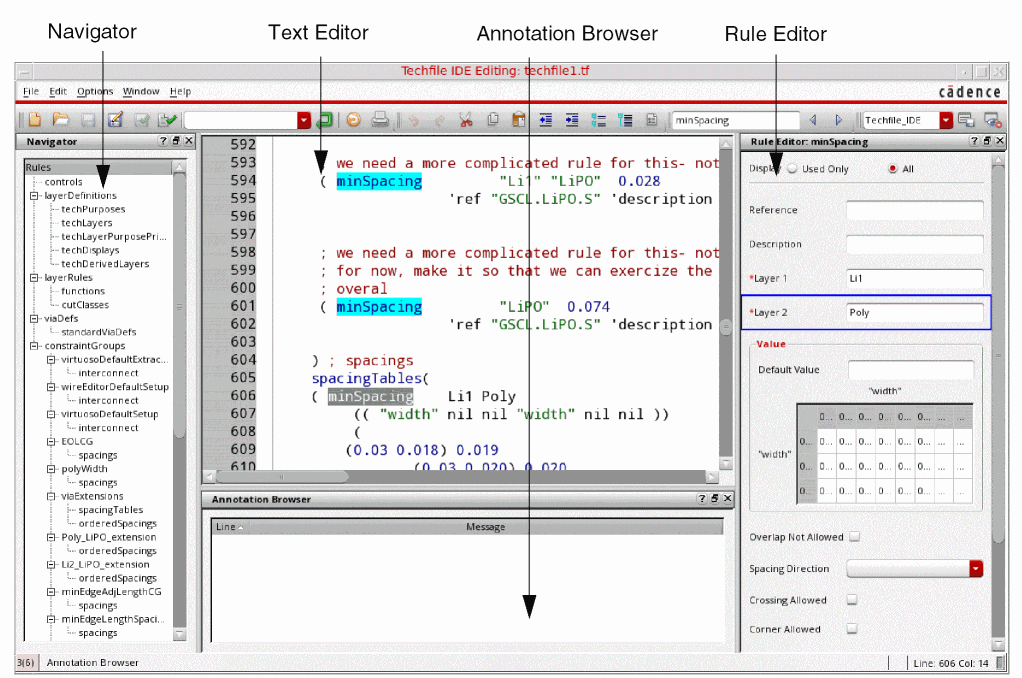 Navigator Text Editor Annotation Browser Rule Editor
Techfile IDE Editing: techfile1.tf
File Edit Options Window Help
cādence
minSpacing Techfile_IDE
Navigator
Rules
controls
layerDefinitions
techPurposes
techLayers
techLayerPurposePri...
techDisplays
techDerivedLayers
layerRules
functions
cutClasses
viaDefs
standardViaDefs
constraintGroups
virtuosoDefaultExtrac...
interconnect
wireEditorDefaultSetup
interconnect
virtuosoDefaultSetup
interconnect
EOLCG
spacings
polyWidth
spacings
viaExtensions
spacingTables
orderedSpacings
Poly_LiPO_extension
orderedSpacings
Li2_LiPO_extension
orderedSpacings
minEdgeAdjLengthCG
spacings
minEdgeLengthSpaci...
spacings
592
593 we need a more complicated rule for this- not
594 ( minSpacing "Li1" "LiPO" 0.028
595 'ref "GSCL.LiPO.S" 'description
596
597
598 ; we need a more complicated rule for this- not
599 ; for now, make it so that we can exercize the
600 ; overal
601 ( minSpacing "LiPO" 0.074
602 'ref "GSCL.LiPO.S" 'description
603
604 ) ; spacings
605 spacingTables(
606 ( minSpacing Li1 Poly
607 (( "width" nil nil "width" nil nil ))
608 (
609 (0.03 0.018) 0.019
610 (0.03 0.020) 0.020
Annotation Browser
Line Message
Rule Editor: minSpacing
Display Used Only All
Reference
Description
*Layer 1 Li1
*Layer 2 Poly
Value
Default Value
"width"
0... 0... 0... 0... 0... ... ...
"width"
0... 0... 0... 0... 0... 0... ... ...
0... 0... 0... 0... 0... 0... ... ...
0... 0... 0... 0... 0... 0... ... ...
Overlap Not Allowed
Spacing Direction
Crossing Allowed
Corner Allowed
3(6) Annotation Browser Line: 606 Col: 14